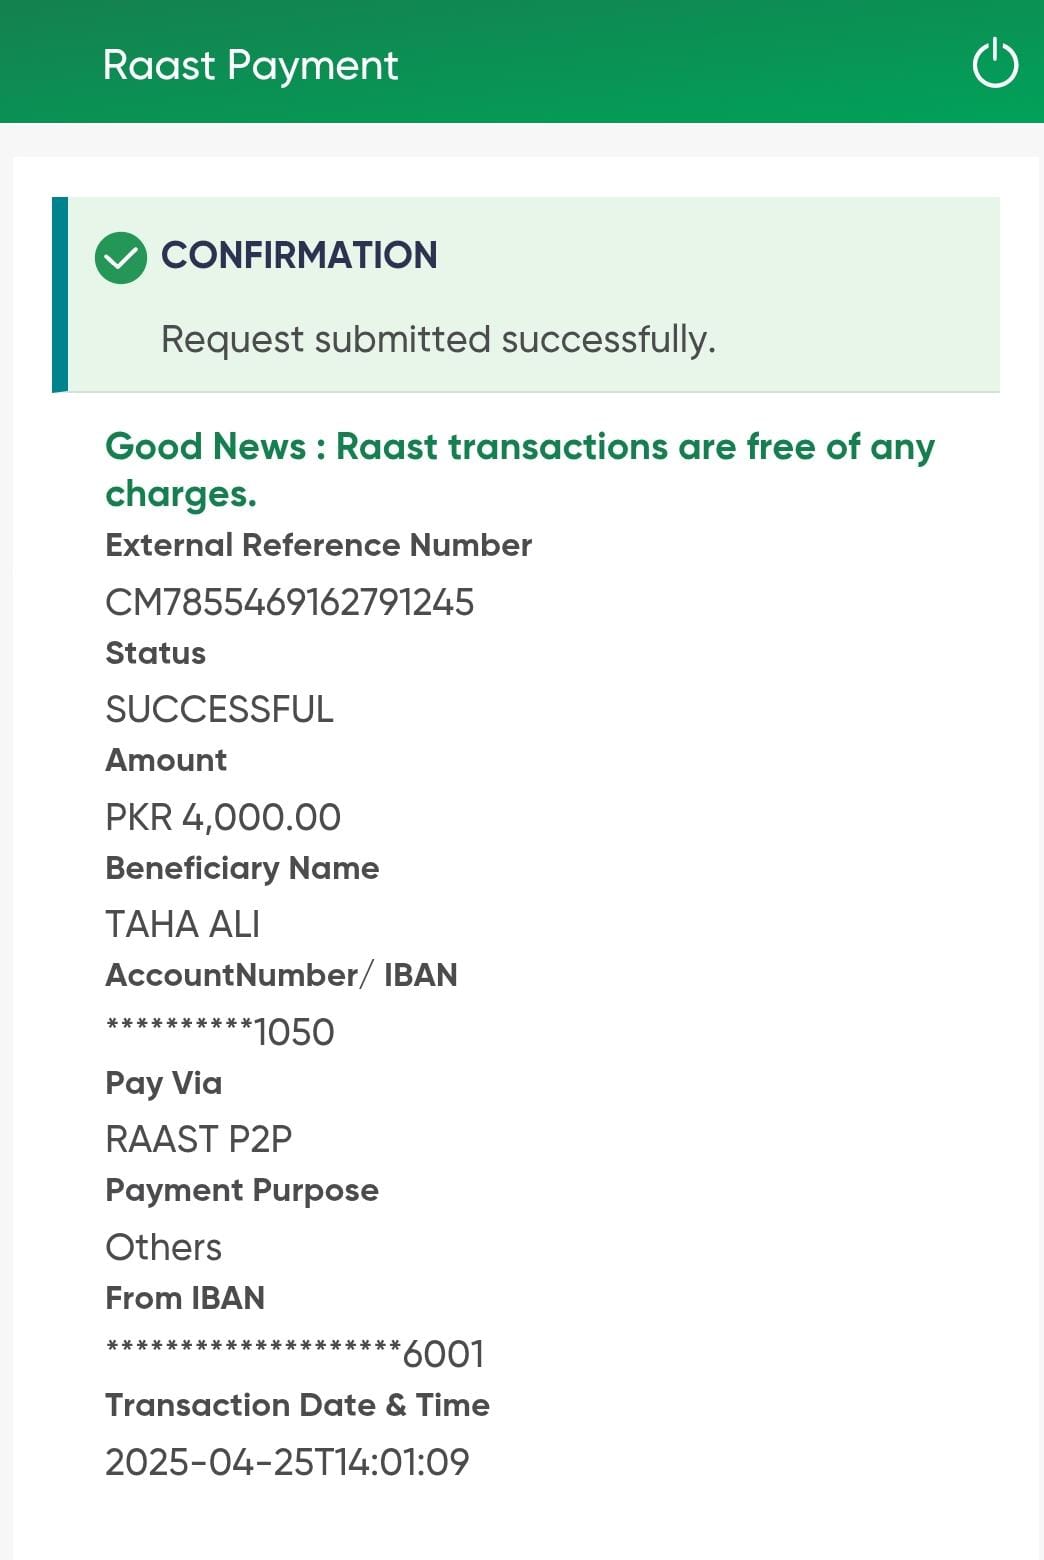 Raast Payment
CONFIRMATION
Request submitted successfully.
Good News : Raast transactions are free of any
charges.
External Reference Number
CM7855469162791245
Status
SUCCESSFUL
Amount
PKR 4,000.00
Beneficiary Name
TAHA ALI
AccountNumber/ IBAN
**********1050
Pay Via
RAAST P2P
Payment Purpose
Others
From IBAN
********************6001
Transaction Date & Time
2025-04-25T14:01:09